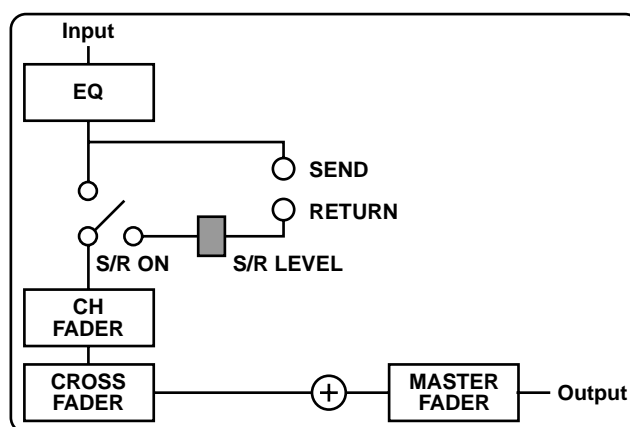 Input
EQ
SEND
RETURN
S/R ON
S/R LEVEL
CH
FADER
CROSS
FADER
MASTER
FADER
Output